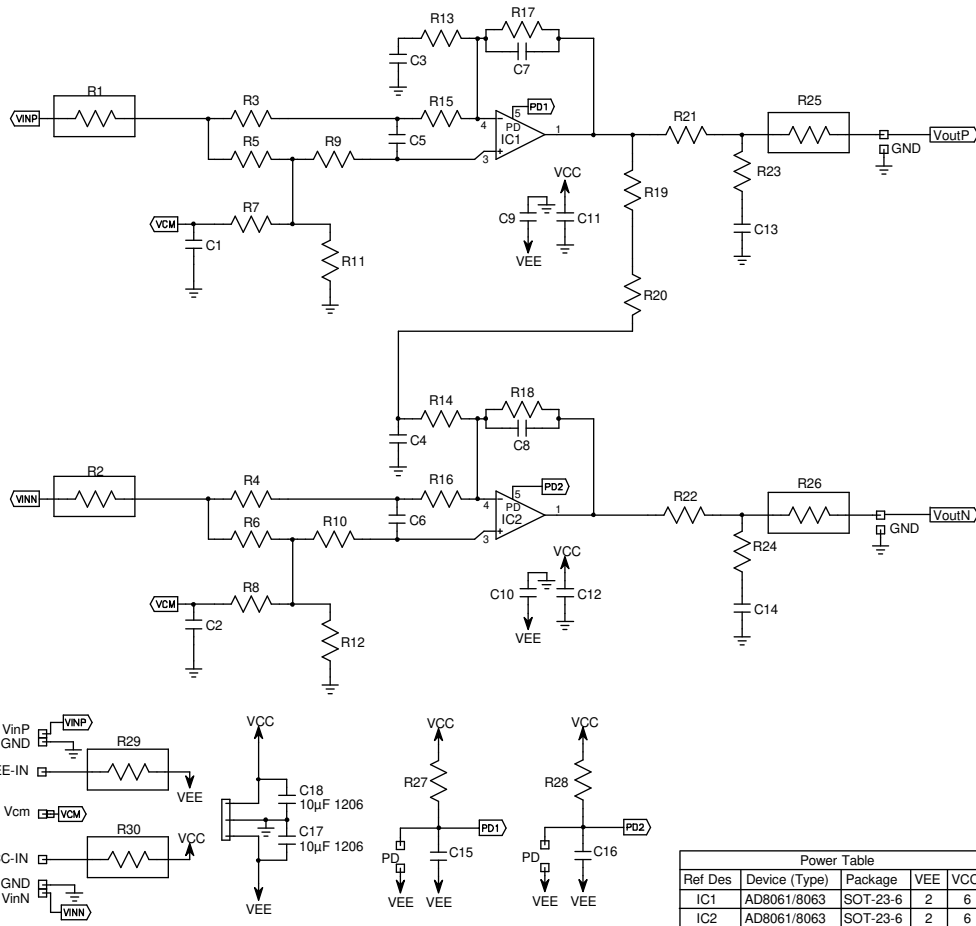 R13
R17
C3
C7
R1
VINP
R3
R15
5
PD1
4
PD
IC1
1
C5
R5
R9
3
R21
R25
VoutP
GND
R23
R19
VCC
C9
C11
C13
VEE
VCM
R7
C1
R11
R20
R14
R18
C4
C8
R2
VINN
R4
R16
5
PD2
4
PD
IC2
1
C6
R6
R10
3
R22
R26
VoutN
GND
R24
VCC
C10
C12
C14
VEE
VCM
R8
C2
R12
VinP
VINP
GND
R29
E-IN
VEE
Vcm
VCM
R30
VCC
C-IN
GND
VinN
VINN
VCC
C18
10µF 1206
C17
10µF 1206
VEE
VCC
R27
PD1
PD
C15
VEE
VEE
VCC
R28
PD2
PD
C16
VEE
VEE
Power Table
Ref Des Device (Type) Package VEE VCC
IC1 AD8061/8063 SOT-23-6 2 6
IC2 AD8061/8063 SOT-23-6 2 6